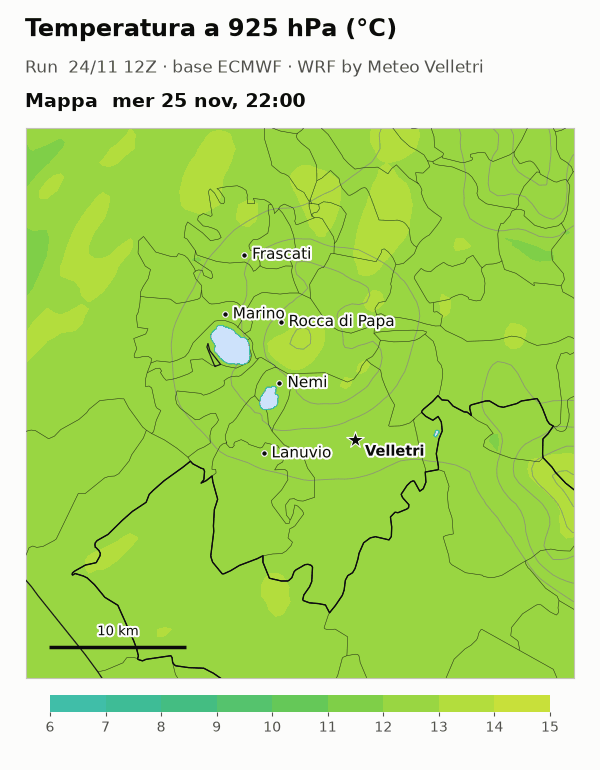 Temperatura a 925 hPa (°C)
Run  24/11 12Z · base ECMWF · WRF by Meteo Velletri
Mappa  mer 25 nov, 22:00
Frascati
Marino
Rocca di Papa
Nemi
Velletri
Lanuvio
10 km
6 7 8 9 10 11 12 13 14 15